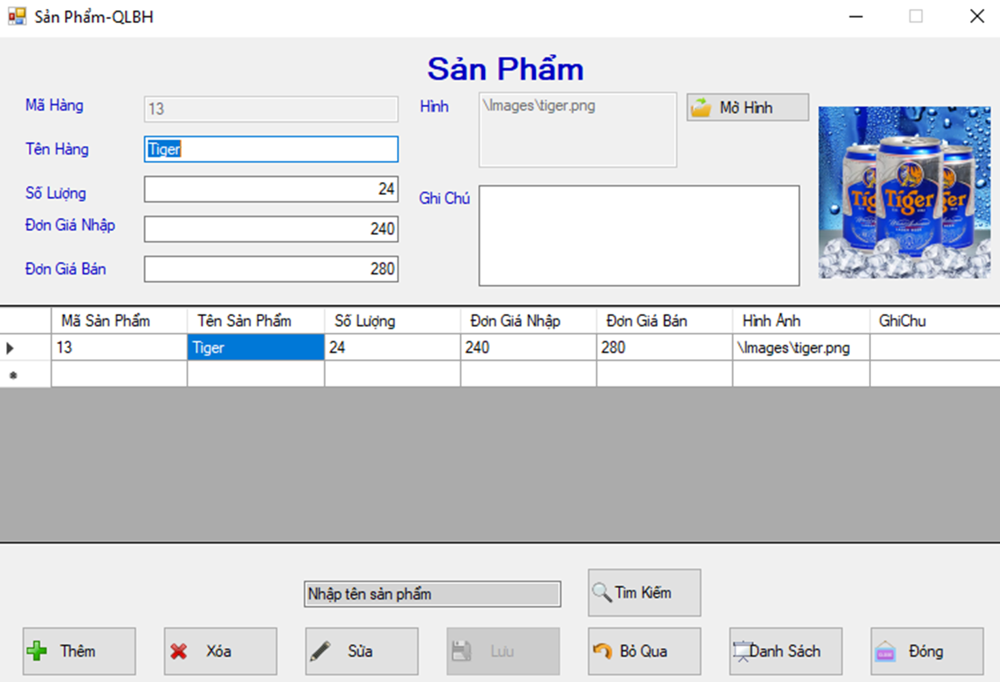 Sản Phẩm-QLBH
Sản Phẩm
Mã Hàng
13
Tên Hàng
Tiger
Số Lượng
24
Đơn Giá Nhập
240
Đơn Giá Bán
280
Hình
\Images\tiger.png
Mở Hình
Ghi Chú
Tiger
Mã Sản Phẩm Tên Sản Phẩm Số Lượng Đơn Giá Nhập Đơn Giá Bán Hình Ảnh GhiChu
13 Tiger 24 240 280 \Images\tiger.png
Nhập tên sản phẩm
Tìm Kiếm
Thêm Xóa Sửa Lưu Bỏ Qua Danh Sách Đóng